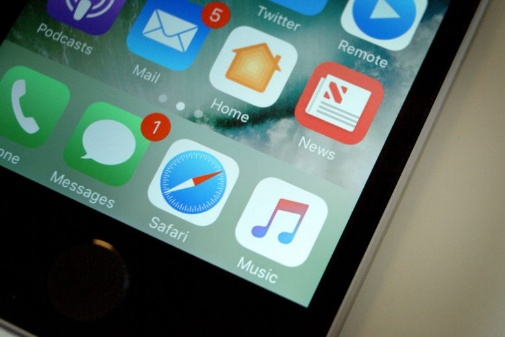 Podcasts
Mail
5
Twitter
Home
Remote
News
one
Messages
1
Safari
Music